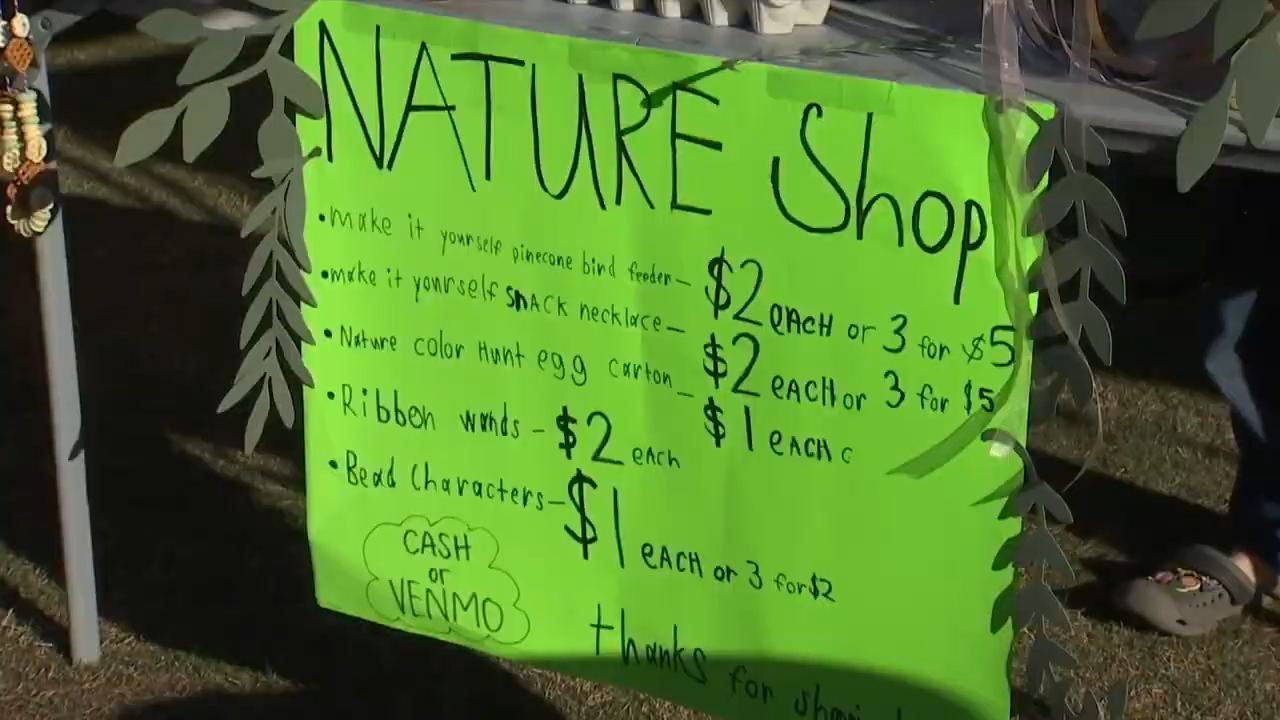 NATURE Shop
• make it yourself pinecone bird feeder - $2 EACH or 3 for $5
• make it yourself SNACK necklace - $2 EACH or 3 for $5
• Nature color Hunt egg carton - $1 EACH
• Ribbon wands - $2 EACH
• Bead Characters - $1 EACH or 3 for $2
CASH
or
VENMO
thanks for